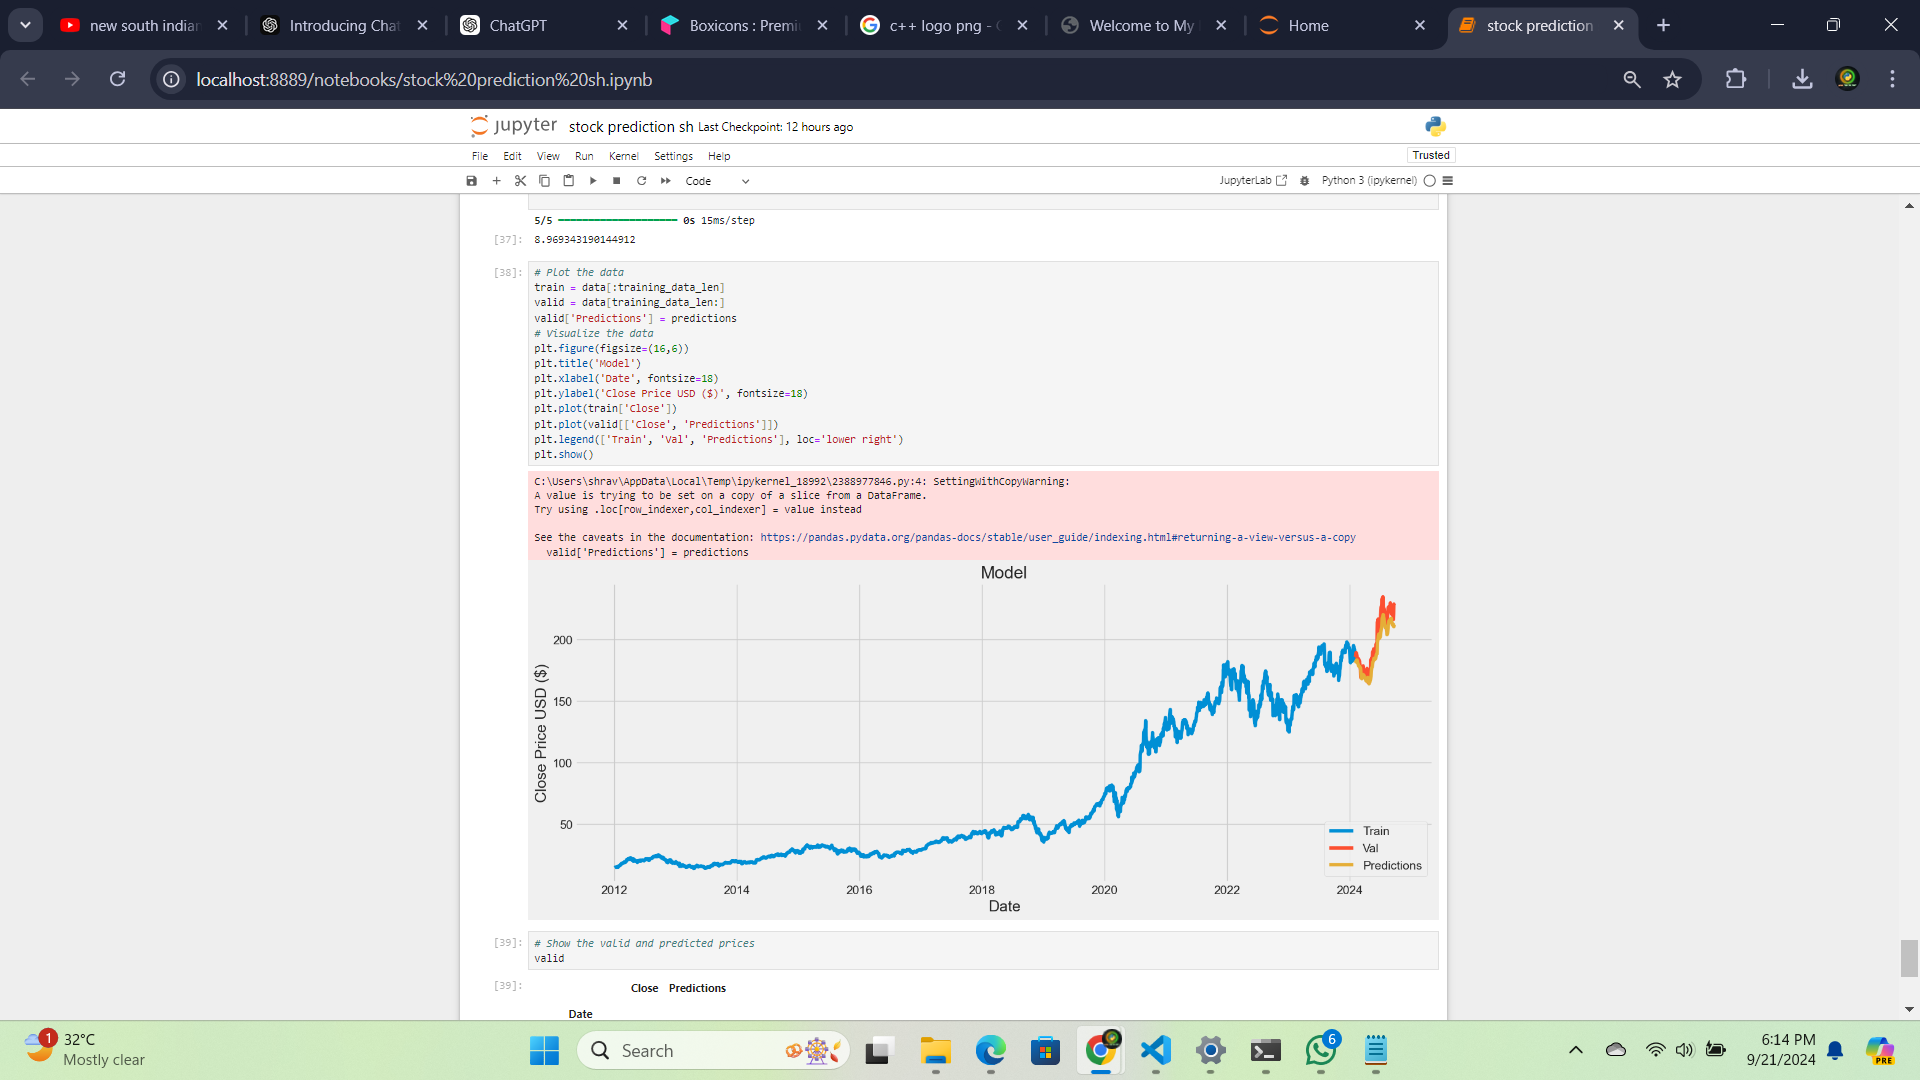 new south indian
Introducing Chat
ChatGPT
Boxicons : Premi
c++ logo png -
Welcome to My
Home
stock prediction
localhost:8889/notebooks/stock%20prediction%20sh.ipynb
jupyter stock prediction sh Last Checkpoint: 12 hours ago
File Edit View Run Kernel Settings Help
Trusted
Code
JupyterLab
Python 3 (ipykernel)
5/5 0s 15ms/step
[37]: 8.969343190144912
[38]: # Plot the data
train = data[:training_data_len]
valid = data[training_data_len:]
valid['Predictions'] = predictions
# Visualize the data
plt.figure(figsize=(16,6))
plt.title('Model')
plt.xlabel('Date', fontsize=18)
plt.ylabel('Close Price USD ($)', fontsize=18)
plt.plot(train['Close'])
plt.plot(valid[['Close', 'Predictions']])
plt.legend(['Train', 'Val', 'Predictions'], loc='lower right')
plt.show()
C:\Users\shrav\AppData\Local\Temp\ipykernel_18992\2388977846.py:4: SettingWithCopyWarning:
A value is trying to be set on a copy of a slice from a DataFrame.
Try using .loc[row_indexer,col_indexer] = value instead
See the caveats in the documentation: https://pandas.pydata.org/pandas-docs/stable/user_guide/indexing.html#returning-a-view-versus-a-copy
valid['Predictions'] = predictions
Model
Close Price USD ($)
200
150
100
50
Train
Val
Predictions
2012 2014 2016 2018 2020 2022 2024
Date
[39]: # Show the valid and predicted prices
valid
[39]:
Close Predictions
Date
1
32°C
Mostly clear
Search
6
PRE
6:14 PM
9/21/2024